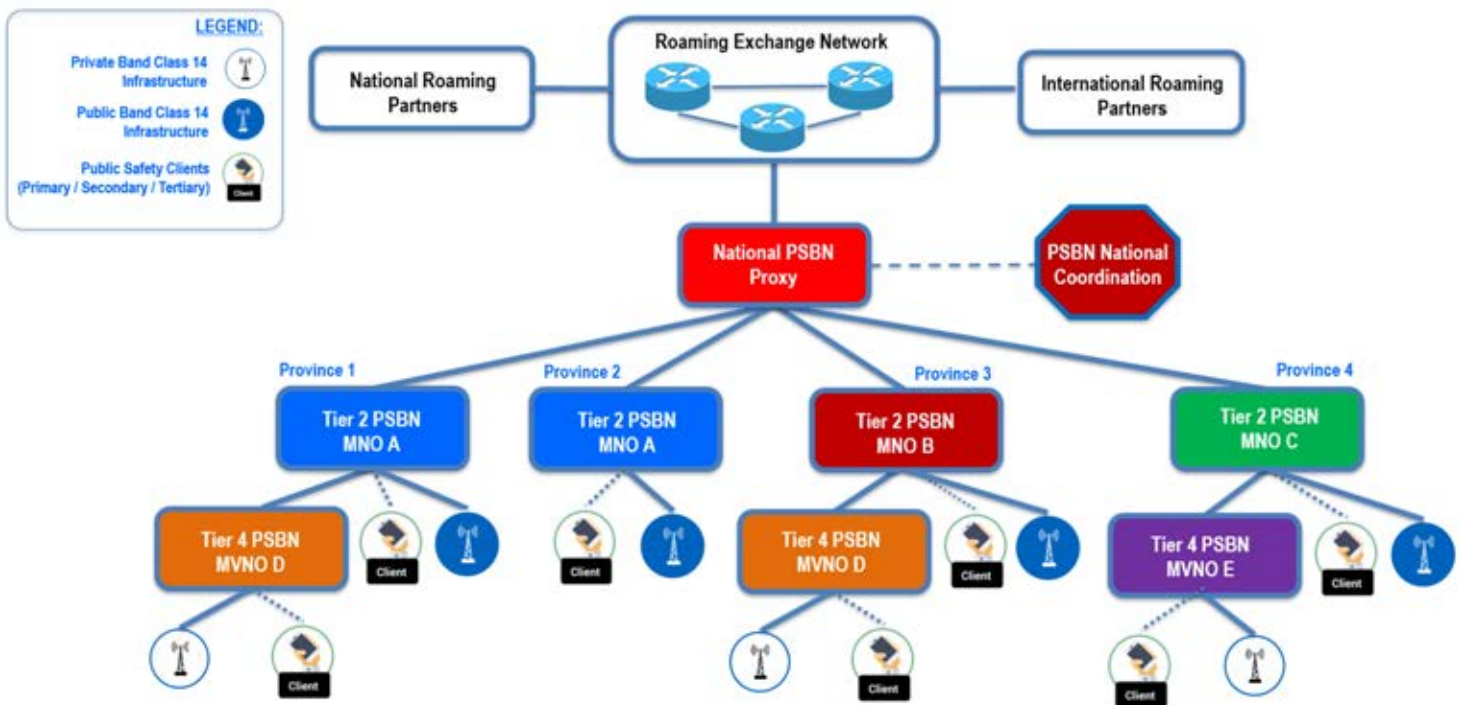 LEGEND:
Private Band Class 14
Infrastructure
Public Band Class 14
Infrastructure
Public Safety Clients
(Primary / Secondary / Tertiary)
Client
National Roaming
Partners
Roaming Exchange Network
International Roaming
Partners
National PSBN
Proxy
PSBN National
Coordination
Province 1
Province 2
Province 3
Province 4
Tier 2 PSBN
MNO A
Tier 2 PSBN
MNO A
Tier 2 PSBN
MNO B
Tier 2 PSBN
MNO C
Tier 4 PSBN
MVNO D
Client
Client
Tier 4 PSBN
MVNO D
Client
Tier 4 PSBN
MVNO E
Client
Client
Client
Client